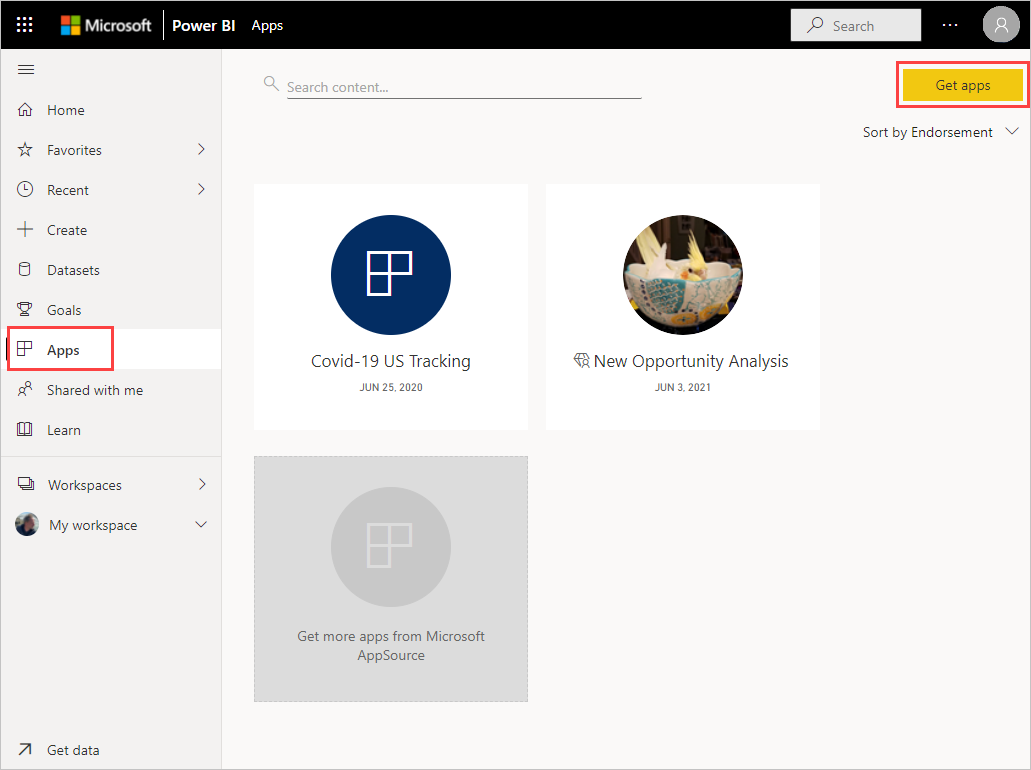 Microsoft Power BI Apps Search ...
Search content...
Get apps
Sort by Endorsement
Home
Favorites
Recent
Create
Datasets
Goals
Apps
Shared with me
Learn
Workspaces
My workspace
Get data
Covid-19 US Tracking
JUN 25, 2020
New Opportunity Analysis
JUN 3, 2021
Get more apps from Microsoft
AppSource